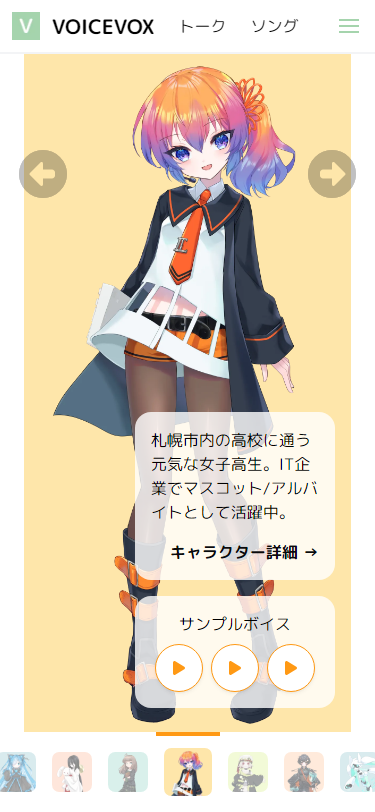 V VOICEVOX トーク ソング
札幌市内の高校に通う
元気な女子高生。IT企
業でマスコット/アルバ
イトとして活躍中。
キャラクター詳細 →
サンプルボイス